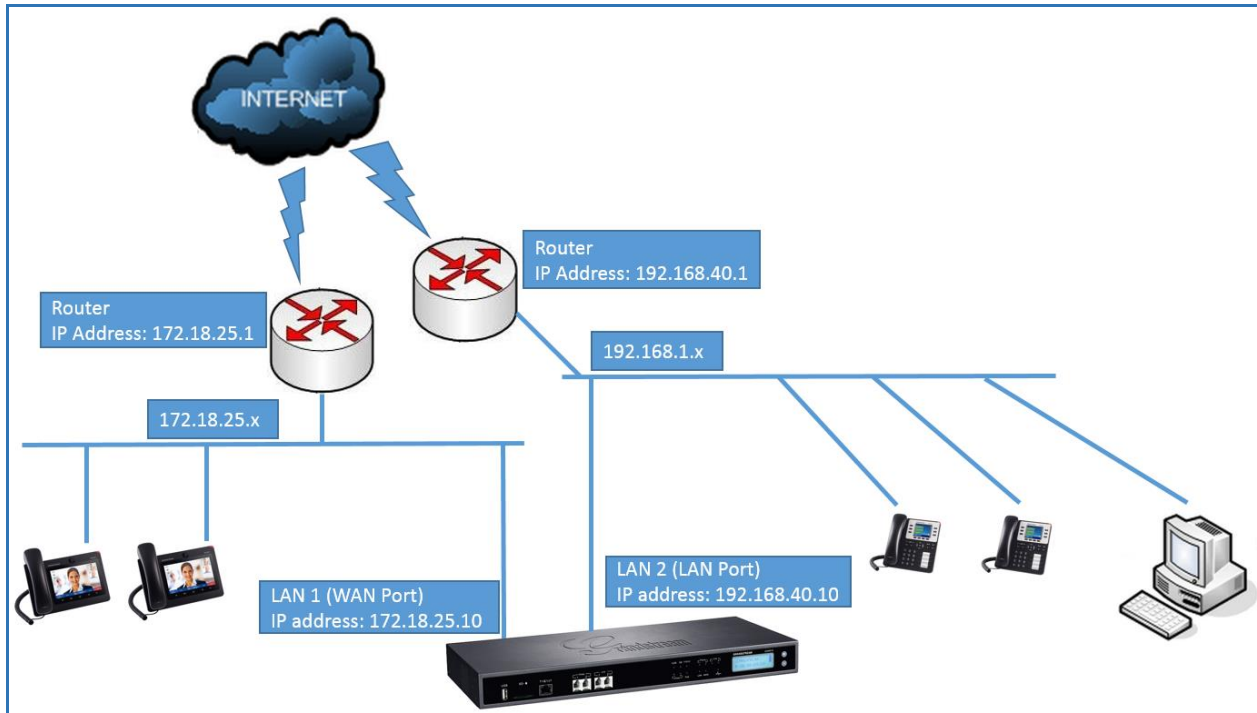 INTERNET
Router
IP Address: 192.168.40.1
Router
IP Address: 172.18.25.1
192.168.1.x
172.18.25.x
LAN 1 (WAN Port)
IP address: 172.18.25.10
LAN 2 (LAN Port)
IP address: 192.168.40.10
Grandstream